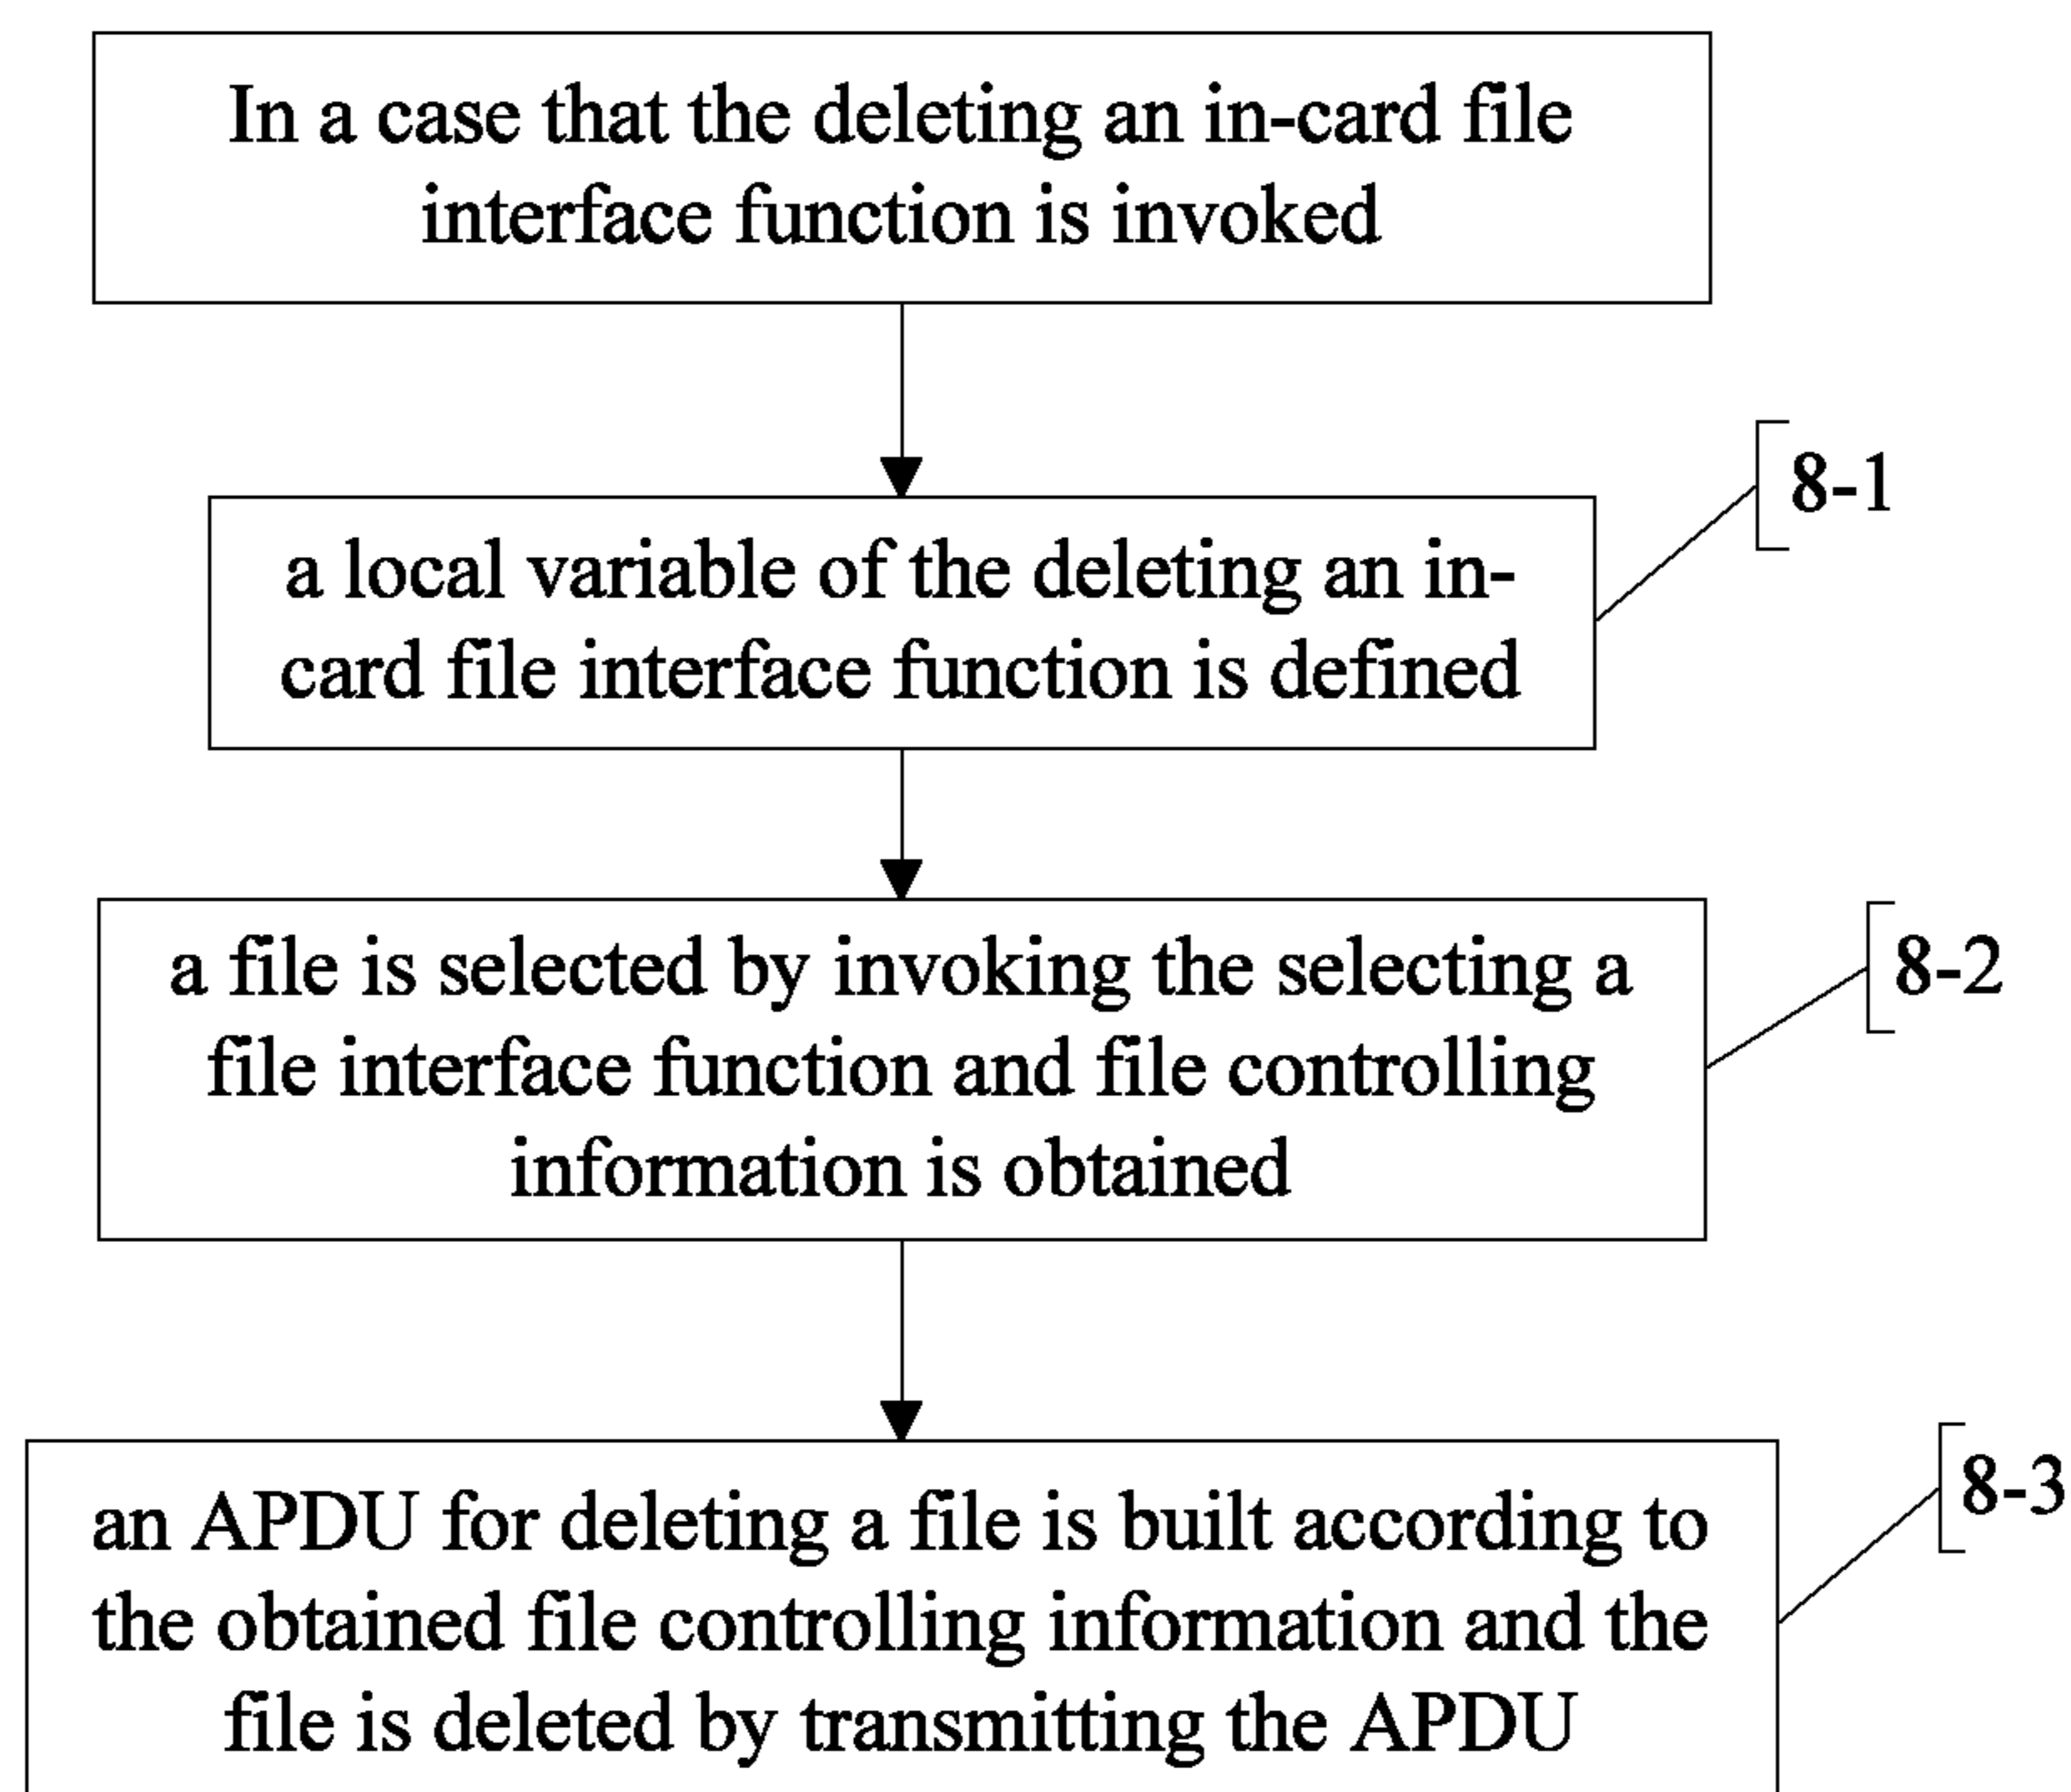 In a case that the deleting an in-card file
interface function is invoked
8-1
a local variable of the deleting an in-
card file interface function is defined
8-2
a file is selected by invoking the selecting a
file interface function and file controlling
information is obtained
8-3
an APDU for deleting a file is built according to
the obtained file controlling information and the
file is deleted by transmitting the APDU